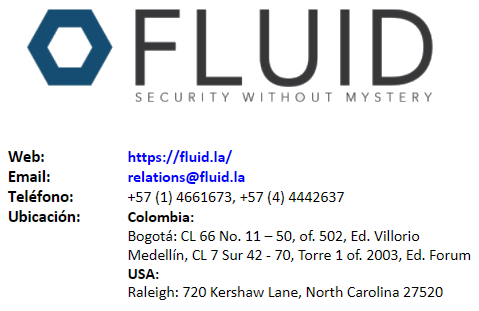 FLUID
SECURITY WITHOUT MYSTERY
Web: https://fluid.la/
Email: relations@fluid.la
Teléfono: +57 (1) 4661673, +57 (4) 4442637
Ubicación: Colombia:
Bogotá: CL 66 No. 11 – 50, of. 502, Ed. Villorio
Medellín, CL 7 Sur 42 - 70, Torre 1 of. 2003, Ed. Forum
USA:
Raleigh: 720 Kershaw Lane, North Carolina 27520